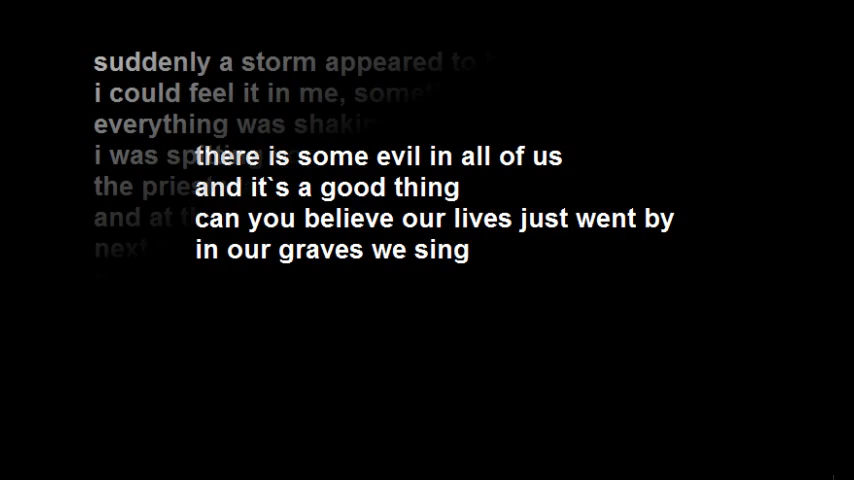 suddenly a storm appeared to
i could feel it in me,
everything was
i was
there is some evil in all of us
the
and it`s a good thing
and at
can you believe our lives just went by
next
in our graves we sing